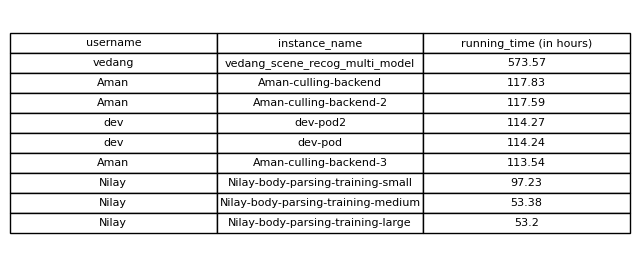 username instance_name running_time (in hours)
vedang vedang_scene_recog_multi_model 573.57
Aman Aman-culling-backend 117.83
Aman Aman-culling-backend-2 117.59
dev dev-pod2 114.27
dev dev-pod 114.24
Aman Aman-culling-backend-3 113.54
Nilay Nilay-body-parsing-training-small 97.23
Nilay Nilay-body-parsing-training-medium 53.38
Nilay Nilay-body-parsing-training-large 53.2